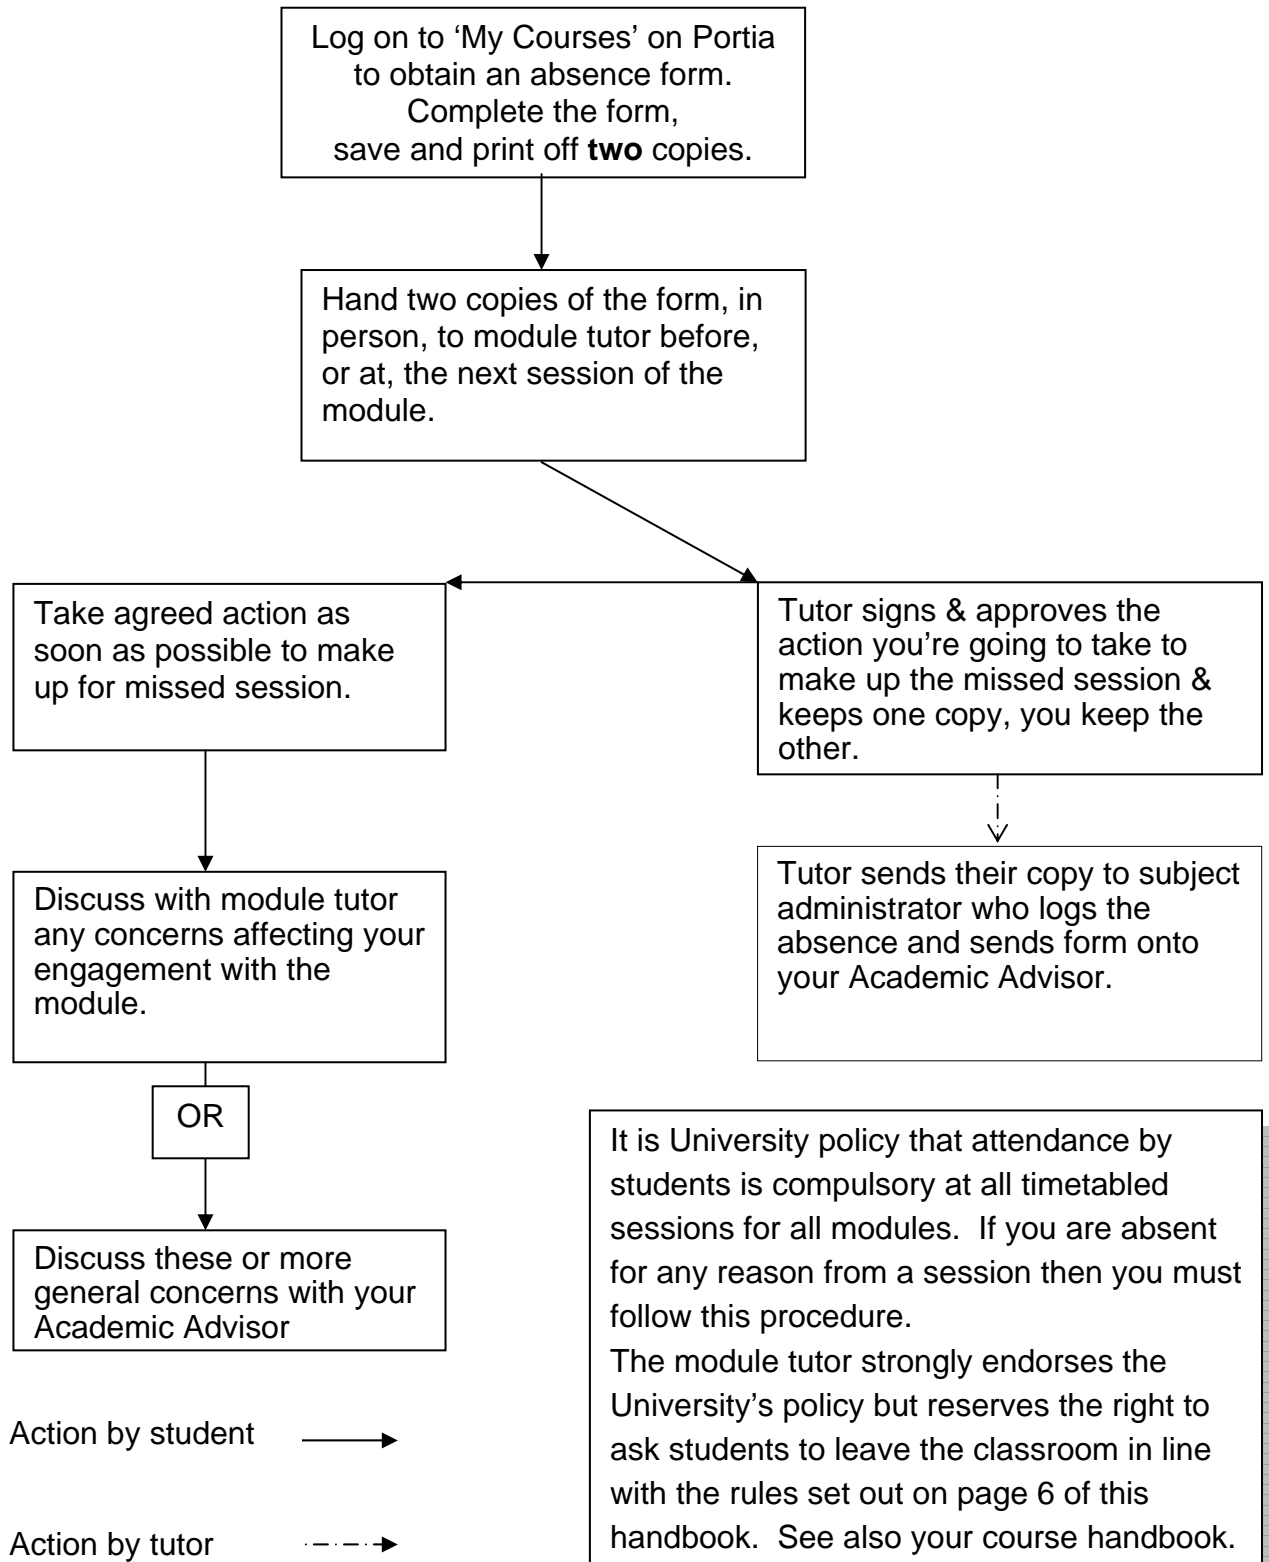 Log on to ‘My Courses’ on Portia
to obtain an absence form.
Complete the form,
save and print off two copies.
Hand two copies of the form, in
person, to module tutor before,
or at, the next session of the
module.
Take agreed action as
soon as possible to make
up for missed session.
Tutor signs & approves the
action you’re going to take to
make up the missed session &
keeps one copy, you keep the
other.
Discuss with module tutor
any concerns affecting your
engagement with the
module.
Tutor sends their copy to subject
administrator who logs the
absence and sends form onto
your Academic Advisor.
OR
Discuss these or more
general concerns with your
Academic Advisor
It is University policy that attendance by
students is compulsory at all timetabled
sessions for all modules.  If you are absent
for any reason from a session then you must
follow this procedure.
The module tutor strongly endorses the
University’s policy but reserves the right to
ask students to leave the classroom in line
with the rules set out on page 6 of this
handbook.  See also your course handbook.
Action by student
Action by tutor